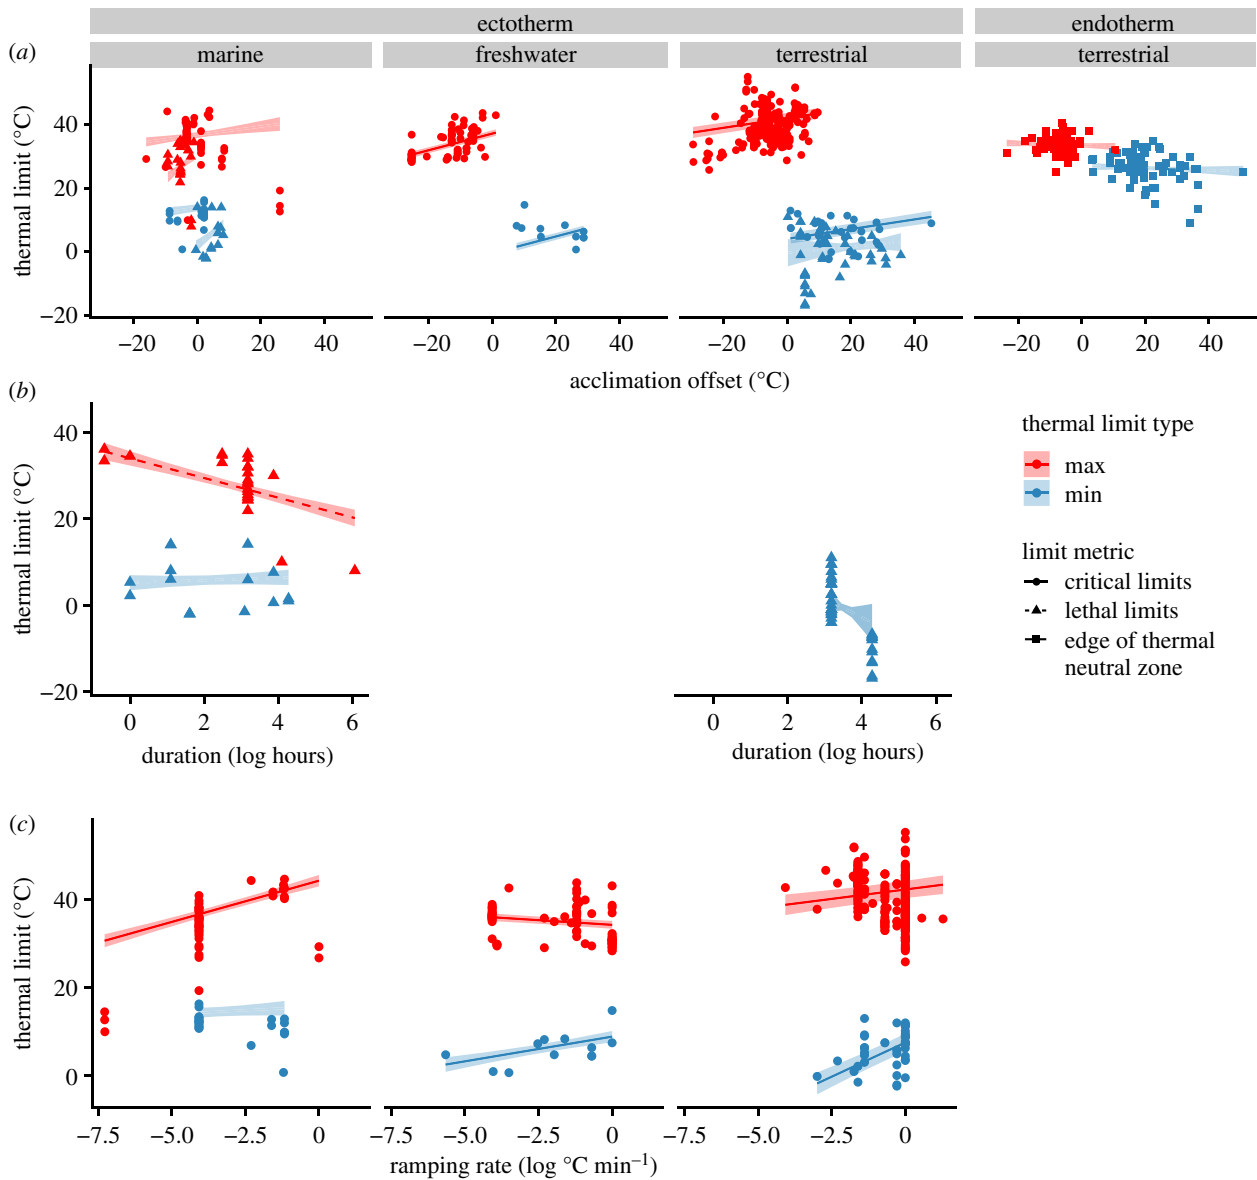 ectotherm endotherm
(a) marine freshwater terrestrial terrestrial
thermal limit (°C)
40
20
0
−20
−20 0 20 40 −20 0 20 40 −20 0 20 40 −20 0 20 40
acclimation offset (°C)
(b)
thermal limit (°C)
40
20
0
−20
0 2 4 6 0 2 4 6
duration (log hours) duration (log hours)
thermal limit type
max
min
limit metric
critical limits
lethal limits
edge of thermal
neutral zone
(c)
thermal limit (°C)
40
20
0
−7.5 −5.0 −2.5 0 −7.5 −5.0 −2.5 0 −7.5 −5.0 −2.5 0
ramping rate (log °C min⁻¹)